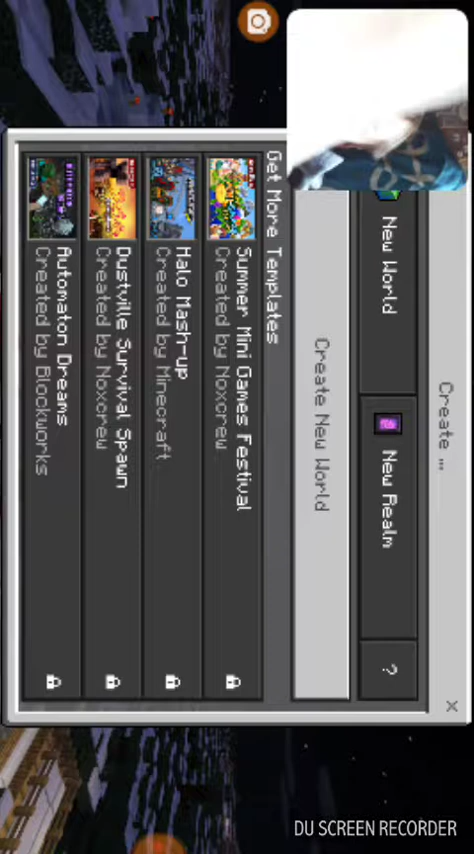 Create ...
New World
New Realm
?
Create New World
Get More Templates
Summer Mini Games Festival
Created by Noxcrew
Halo Mash-up
Created by Minecraft
Dustville Survival Spawn
Created by Noxcrew
Automaton Dreams
Created by Blockworks
DU SCREEN RECORDER